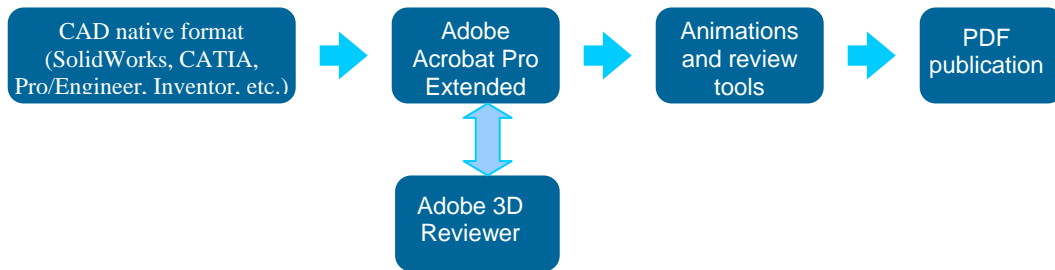 CAD native format
(SolidWorks, CATIA,
Pro/Engineer, Inventor, etc.)
Adobe
Acrobat Pro
Extended
Animations
and review
tools
PDF
publication
Adobe 3D
Reviewer